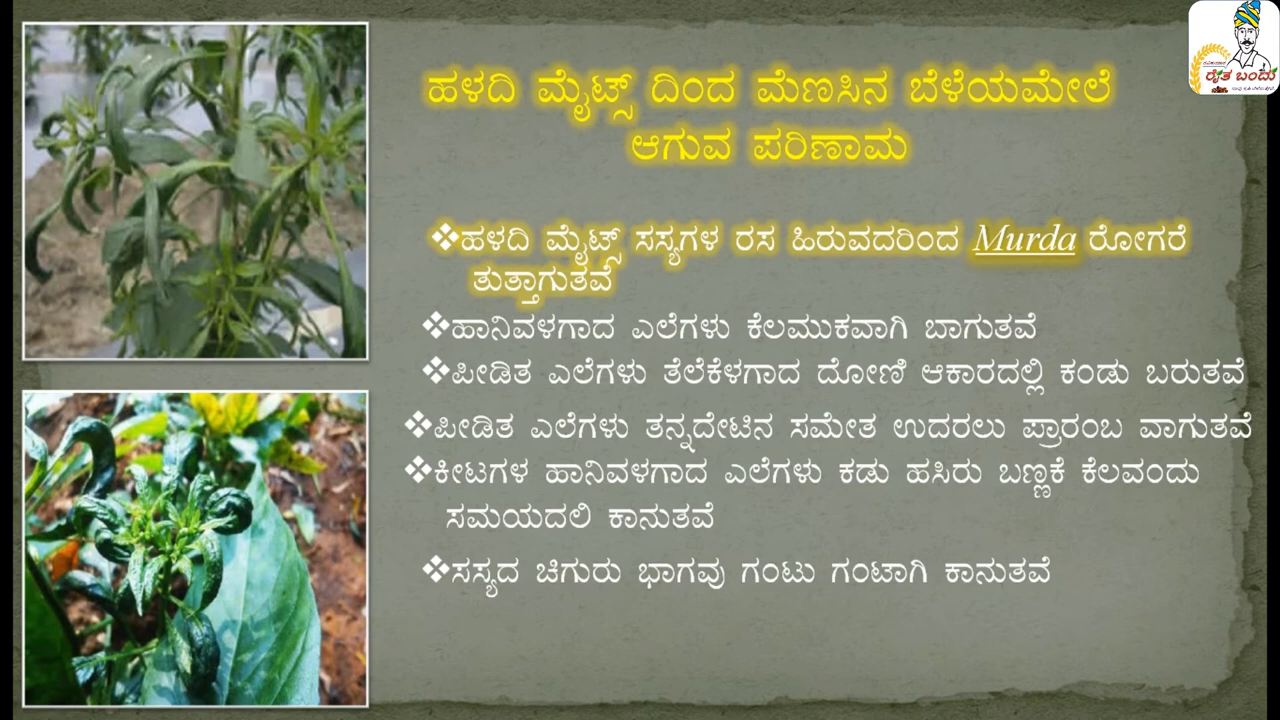 ರೈತ ಬಂದು
ಹಳದಿ ಮೈಟ್ಸ್ ದಿಂದ ಮೆಣಸಿನ ಬೆಳೆಯಮೇಲೆ
ಆಗುವ ಪರಿಣಾಮ
❖ಹಳದಿ ಮೈಟ್ಸ್ ಸಸ್ಯಗಳ ರಸ ಹಿರುವದರಿಂದ Murda ರೋಗರೆ
ತುತ್ತಾಗುತವೆ
❖ಹಾನಿವಳಗಾದ ಎಲೆಗಳು ಕೆಲಮುಕವಾಗಿ ಬಾಗುತವೆ
❖ಪೀಡಿತ ಎಲೆಗಳು ತೆಲೆಕೆಳಗಾದ ದೋಣಿ ಆಕಾರದಲ್ಲಿ ಕಂಡು ಬರುತವೆ
❖ಪೀಡಿತ ಎಲೆಗಳು ತನ್ನದೇಟಿನ ಸಮೇತ ಉದರಲು ಪ್ರಾರಂಬ ವಾಗುತವೆ
❖ಕೀಟಗಳ ಹಾನಿವಳಗಾದ ಎಲೆಗಳು ಕಡು ಹಸಿರು ಬಣ್ಣಕೆ ಕೆಲವಂದು
ಸಮಯದಲಿ ಕಾನುತವೆ
❖ಸಸ್ಯದ ಚಿಗುರು ಭಾಗವು ಗಂಟು ಗಂಟಾಗಿ ಕಾನುತವೆ